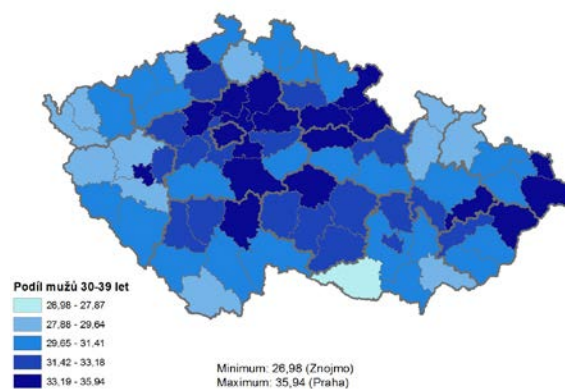 Podíl mužů 30-39 let
26,98 - 27,87
27,88 - 29,64
29,65 - 31,41
31,42 - 33,18
33,19 - 35,94
Minimum: 26,98 (Znojmo)
Maximum: 35,94 (Praha)